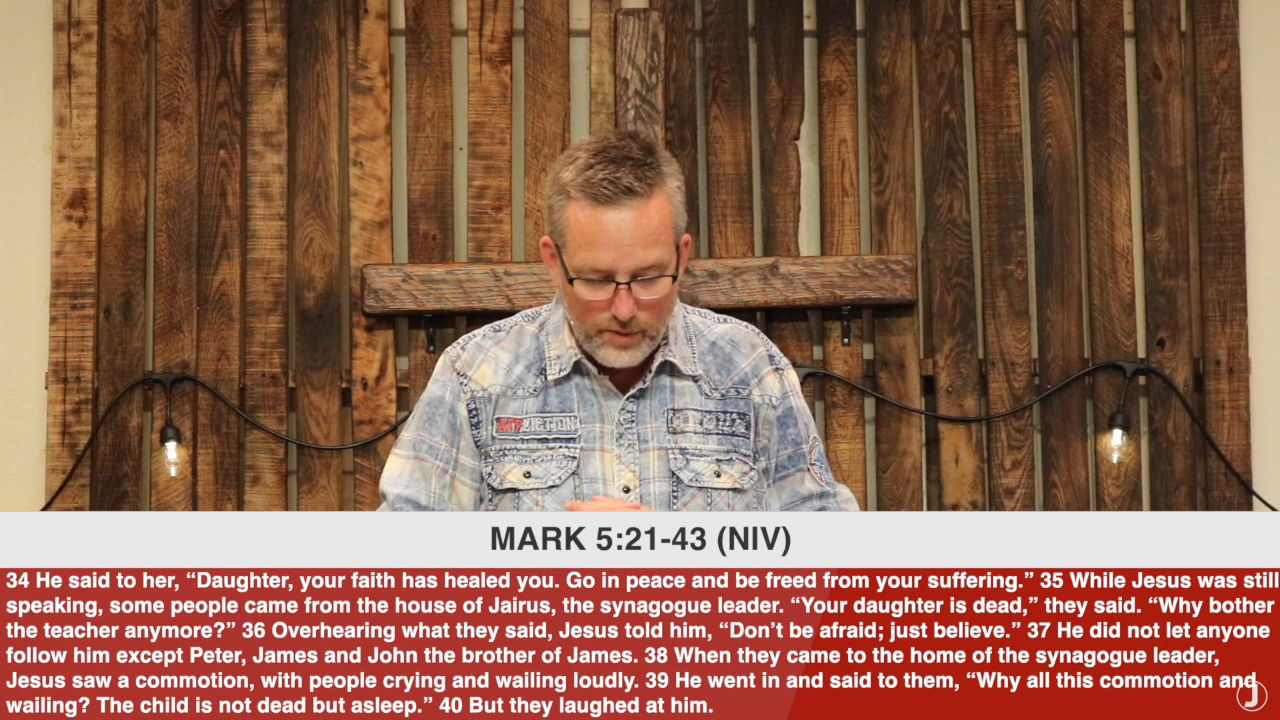 AFFLICTION
MARK 5:21-43 (NIV)
34 He said to her, “Daughter, your faith has healed you. Go in peace and be freed from your suffering.” 35 While Jesus was still
speaking, some people came from the house of Jairus, the synagogue leader. “Your daughter is dead,” they said. “Why bother
the teacher anymore?” 36 Overhearing what they said, Jesus told him, “Don’t be afraid; just believe.” 37 He did not let anyone
follow him except Peter, James and John the brother of James. 38 When they came to the home of the synagogue leader,
Jesus saw a commotion, with people crying and wailing loudly. 39 He went in and said to them, “Why all this commotion and
wailing? The child is not dead but asleep.” 40 But they laughed at him.
J